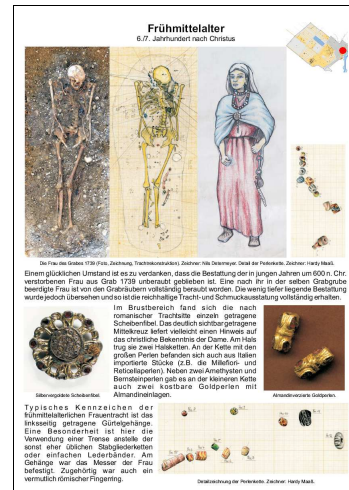 Frühmittelalter
6./7. Jahrhundert nach Christus
Die Frau des Grabes 1739 (Foto, Zeichnung, Trachtrekonstruktion). Zeichner: Nils Determeyer. Detail der Perlenkette. Zeichner: Hardy Maaß.
Einem glücklichen Umstand ist es zu verdanken, dass die Bestattung der in jungen Jahren um 600 n. Chr.
verstorbenen Frau aus Grab 1739 unberaubt geblieben ist. Eine nach ihr in der selben Grabgrube
beerdigte Frau ist von den Grabräubern vollständig beraubt worden. Die wenig tiefer liegende Bestattung
wurde jedoch übersehen und so ist die reichhaltige Tracht- und Schmuckausstattung vollständig erhalten.
Im Brustbereich fand sich die nach
romanischer Trachtsitte einzeln getragene
Scheibenfibel. Das deutlich sichtbar getragene
Mittelkreuz liefert vielleicht einen Hinweis auf
das christliche Bekenntnis der Dame. Am Hals
trug sie zwei Halsketten. An der Kette mit den
großen Perlen befanden sich auch aus Italien
importierte Stücke (z.B. die Millefiori- und
Reticellaperlen). Neben zwei Amethysten und
Bernsteinperlen gab es an der kleineren Kette
auch zwei kostbare Goldperlen mit
Almandineinlagen.
Silbervergoldete Scheibenfibel.
Almandinverzierte Goldperlen.
Typisches Kennzeichen der
frühmittelalterlichen Frauentracht ist das
linksseitig getragene Gürtelgehänge.
Eine Besonderheit ist hier die
Verwendung einer Trense anstelle der
sonst eher üblichen Stabgliederketten
oder einfachen Lederbänder. Am
Gehänge war das Messer der Frau
befestigt. Zugehörig war auch ein
vermutlich römischer Fingerring.
Detailzeichnung der Perlenkette. Zeichner: Hardy Maaß.